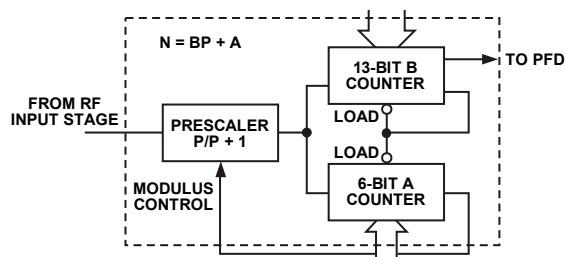 N = BP + A
13-BIT B
COUNTER
TO PFD
FROM RF
INPUT STAGE
PRESCALER
P/P + 1
LOAD
LOAD
MODULUS
CONTROL
6-BIT A
COUNTER